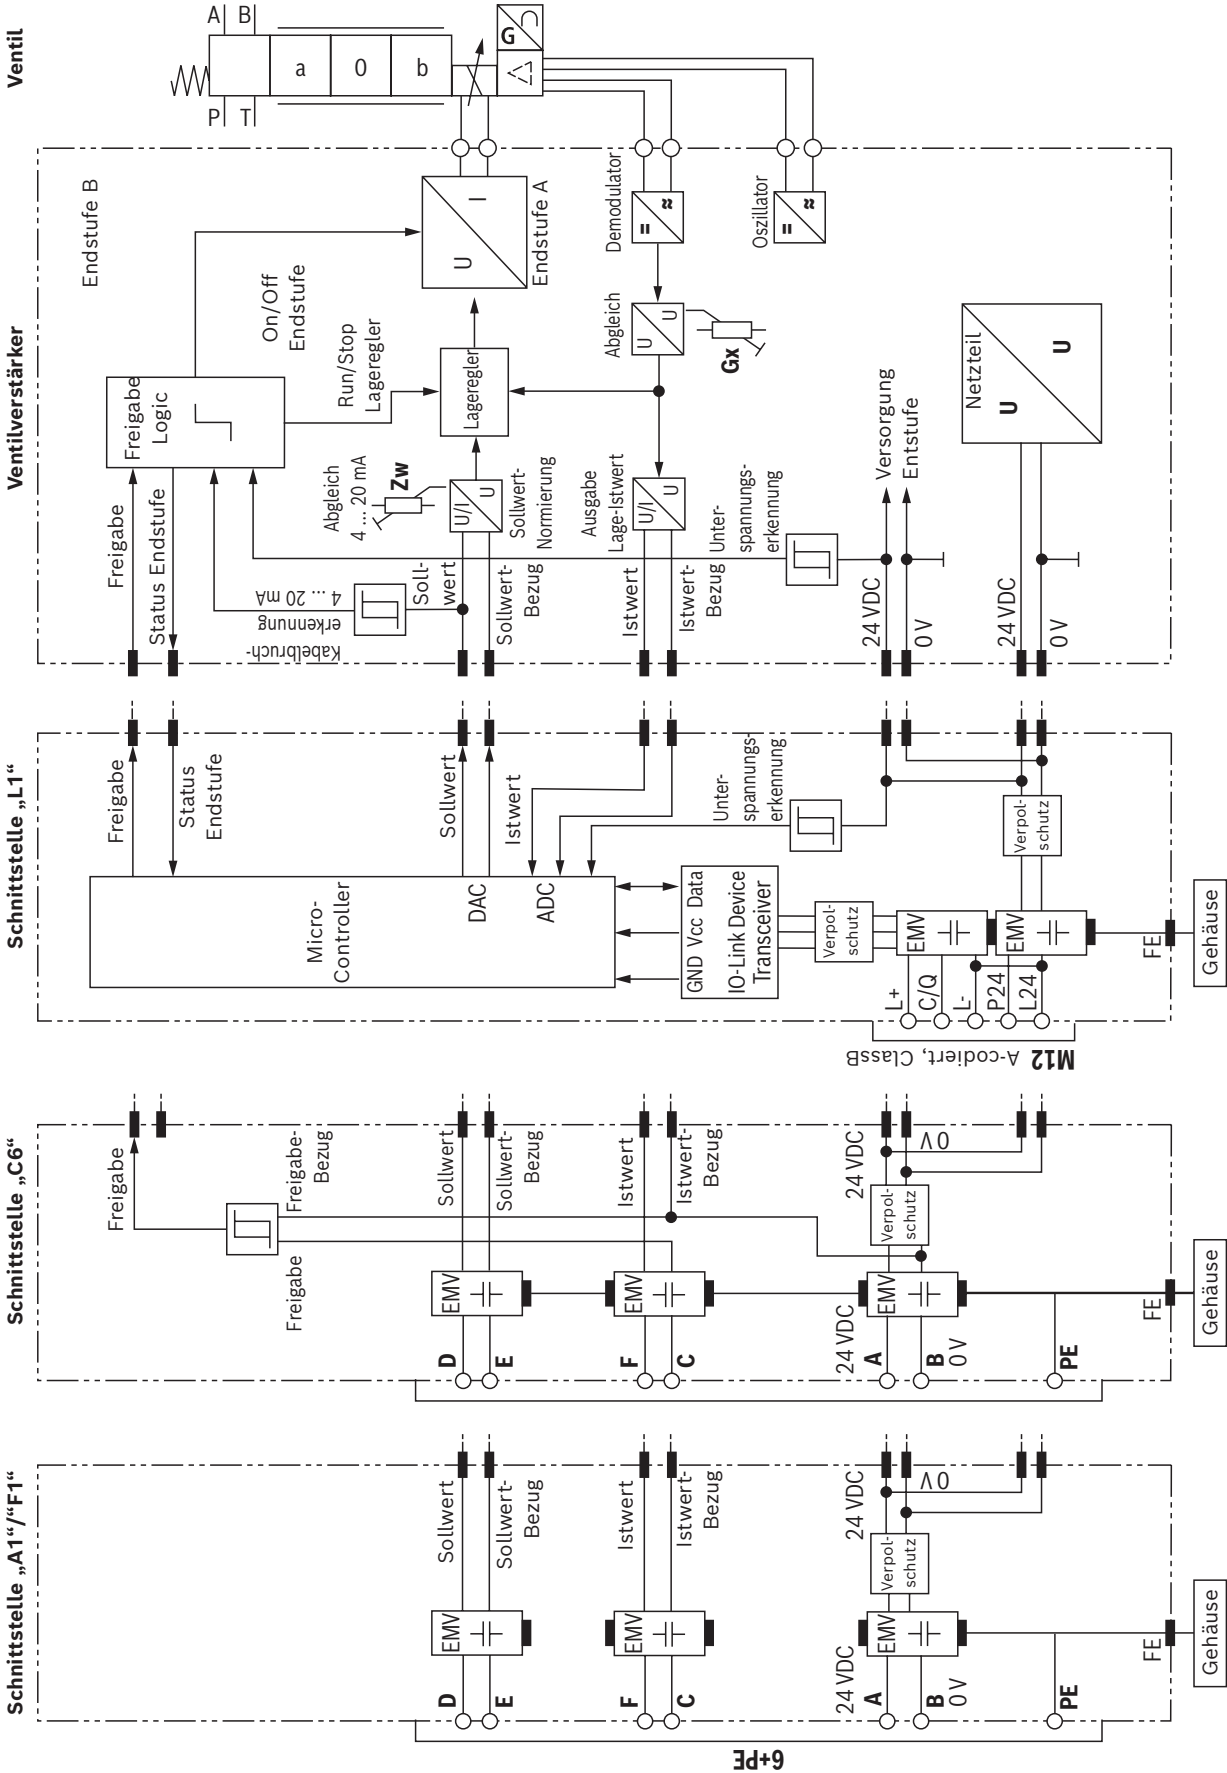 Schnittstelle „A1“/“F1“
6+PE
D
E
F
C
24 VDC
A
B
0 V
PE
EMV
EMV
EMV
Sollwert
Sollwert-
Bezug
Istwert
Istwert-
Bezug
Verpol-
schutz
24 VDC
0 V
FE
Gehäuse
Schnittstelle „C6“
D
E
F
C
24 VDC
A
B
0 V
PE
EMV
EMV
EMV
Freigabe
Freigabe
Freigabe-
Bezug
Sollwert
Sollwert-
Bezug
Istwert
Istwert-
Bezug
Verpol-
schutz
24 VDC
0 V
FE
Gehäuse
Schnittstelle „L1“
M12 A-codiert, ClassB
L+
C/Q
L-
P24
L24
EMV
EMV
Verpol-
schutz
Verpol-
schutz
GND Vcc Data
IO-Link Device
Transceiver
Micro-
Controller
DAC
ADC
Freigabe
Status
Endstufe
Sollwert
Istwert
Unter-
spannungs-
erkennung
FE
Gehäuse
Ventilverstärker
Freigabe
Status Endstufe
Kabelbruch-
erkennung
4 ... 20 mA
Soll-
wert
Sollwert-
Bezug
Istwert
Istwert-
Bezug
Unter-
spannungs-
erkennung
24 VDC
0 V
24 VDC
0 V
Freigabe
Logic
Abgleich
4 ... 20 mA
Zw
U/I
U
Sollwert-
Normierung
Ausgabe
Lage-Istwert
U/I
U
Versorgung
Entstufe
Netzteil
U
U
Run/Stop
Lageregler
Lageregler
On/Off
Endstufe
Abgleich
U
U
Gx
Endstufe B
U
I
Endstufe A
Demodulator
=
≈
Oszillator
=
≈
Ventil
P
T
A
B
a
0
b
G